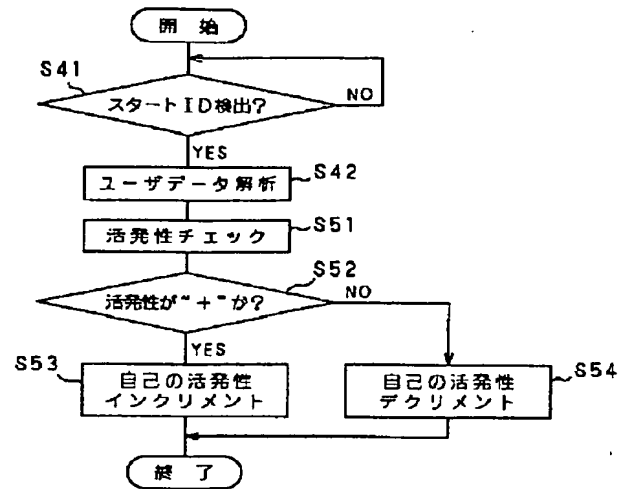 開始
S41
スタートID検出?
NO
YES
ユーザデータ解析
S42
活発性チェック
S51
S52
活発性が"+"か?
NO
YES
S53
自己の活発性
インクリメント
自己の活発性
デクリメント
S54
終了